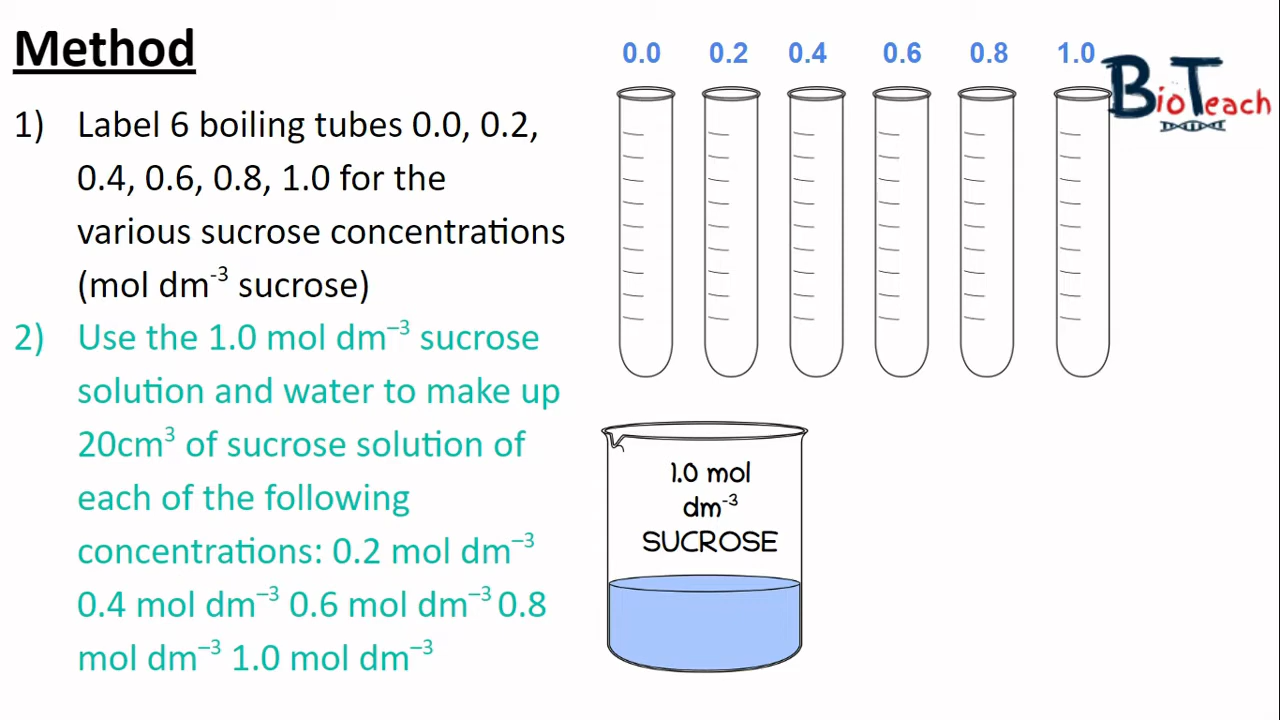 Method
1) Label 6 boiling tubes 0.0, 0.2,
0.4, 0.6, 0.8, 1.0 for the
various sucrose concentrations
(mol dm⁻³ sucrose)
2) Use the 1.0 mol dm⁻³ sucrose
solution and water to make up
20cm³ of sucrose solution of
each of the following
concentrations: 0.2 mol dm⁻³
0.4 mol dm⁻³ 0.6 mol dm⁻³ 0.8
mol dm⁻³ 1.0 mol dm⁻³
0.0 0.2 0.4 0.6 0.8 1.0
BioTeach
1.0 mol
dm⁻³
SUCROSE